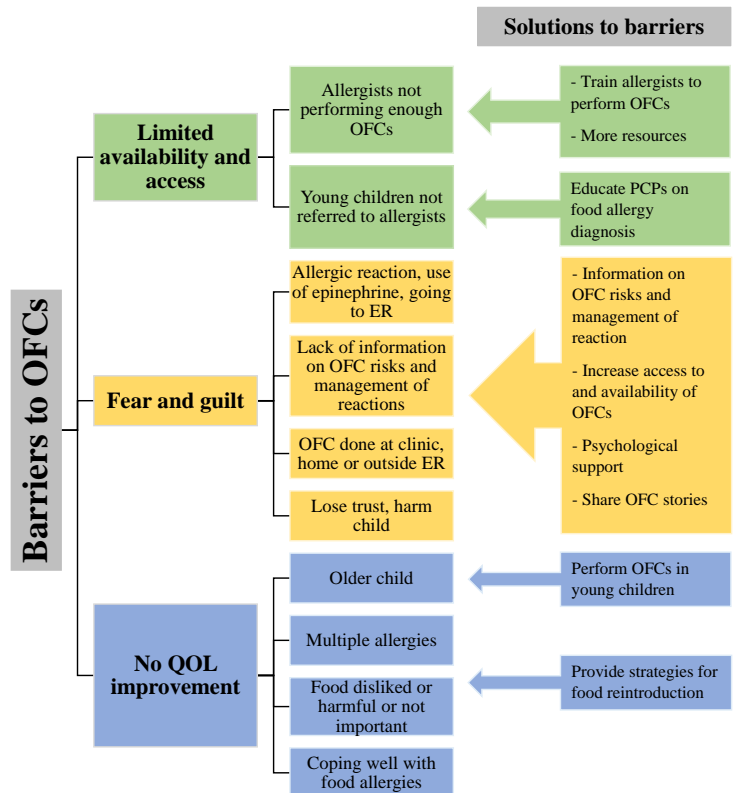 Solutions to barriers
Barriers to OFCs
Limited
availability and
access
Allergists not
performing enough
OFCs
- Train allergists to
perform OFCs
- More resources
Young children not
referred to allergists
Educate PCPs on
food allergy
diagnosis
Fear and guilt
Allergic reaction, use
of epinephrine, going
to ER
Lack of information
on OFC risks and
management of
reactions
OFC done at clinic,
home or outside ER
Lose trust, harm
child
- Information on
OFC risks and
management of
reaction
- Increase access to
and availability of
OFCs
- Psychological
support
- Share OFC stories
No QOL
improvement
Older child
Perform OFCs in
young children
Multiple allergies
Food disliked or
harmful or not
important
Provide strategies for
food reintroduction
Coping well with
food allergies